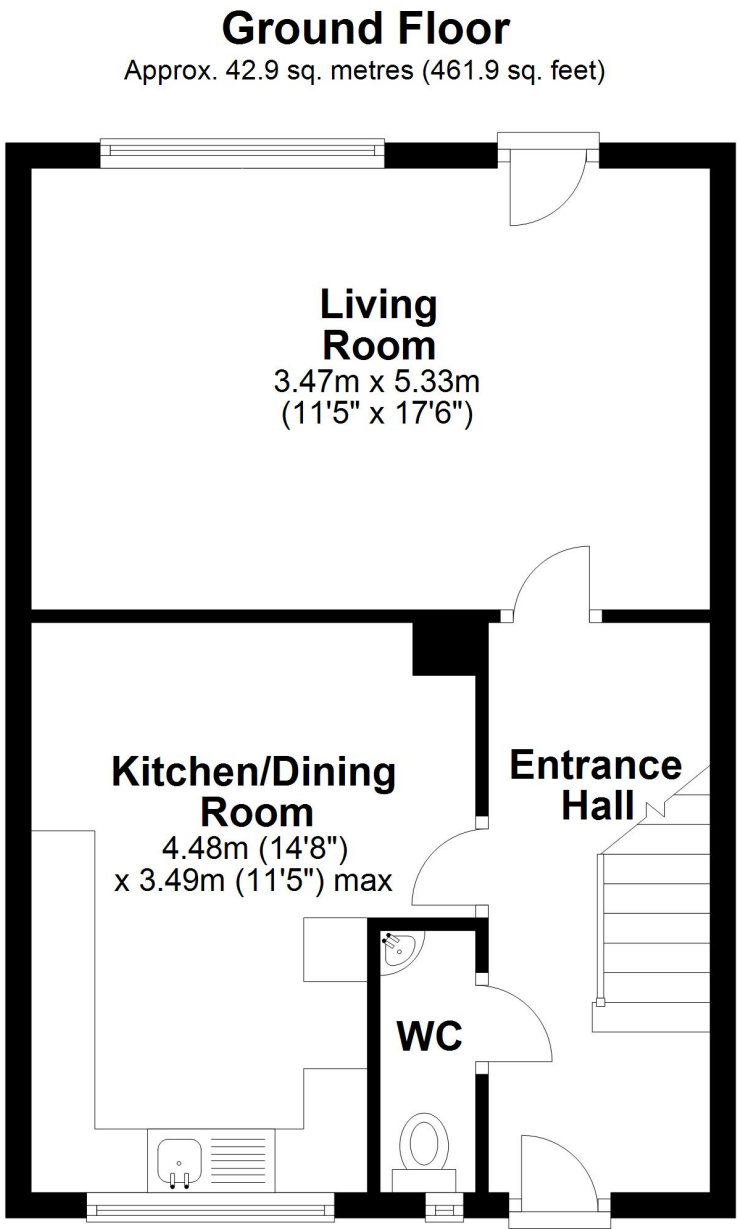 Ground Floor
Approx. 42.9 sq. metres (461.9 sq. feet)
Living
Room
3.47m x 5.33m
(11'5" x 17'6")
Kitchen/Dining
Room
4.48m (14'8")
x 3.49m (11'5") max
Entrance
Hall
WC